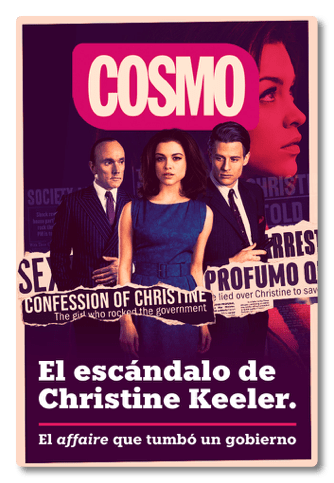 COSMO
SOCIETY
CHRISTINE
TOLD
SEX
ARREST
CONFESSION OF CHRISTINE
The girl who rocked the government
PROFUMO
lied over Christine to save
El escándalo de
Christine Keeler.
El affaire que tumbó un gobierno